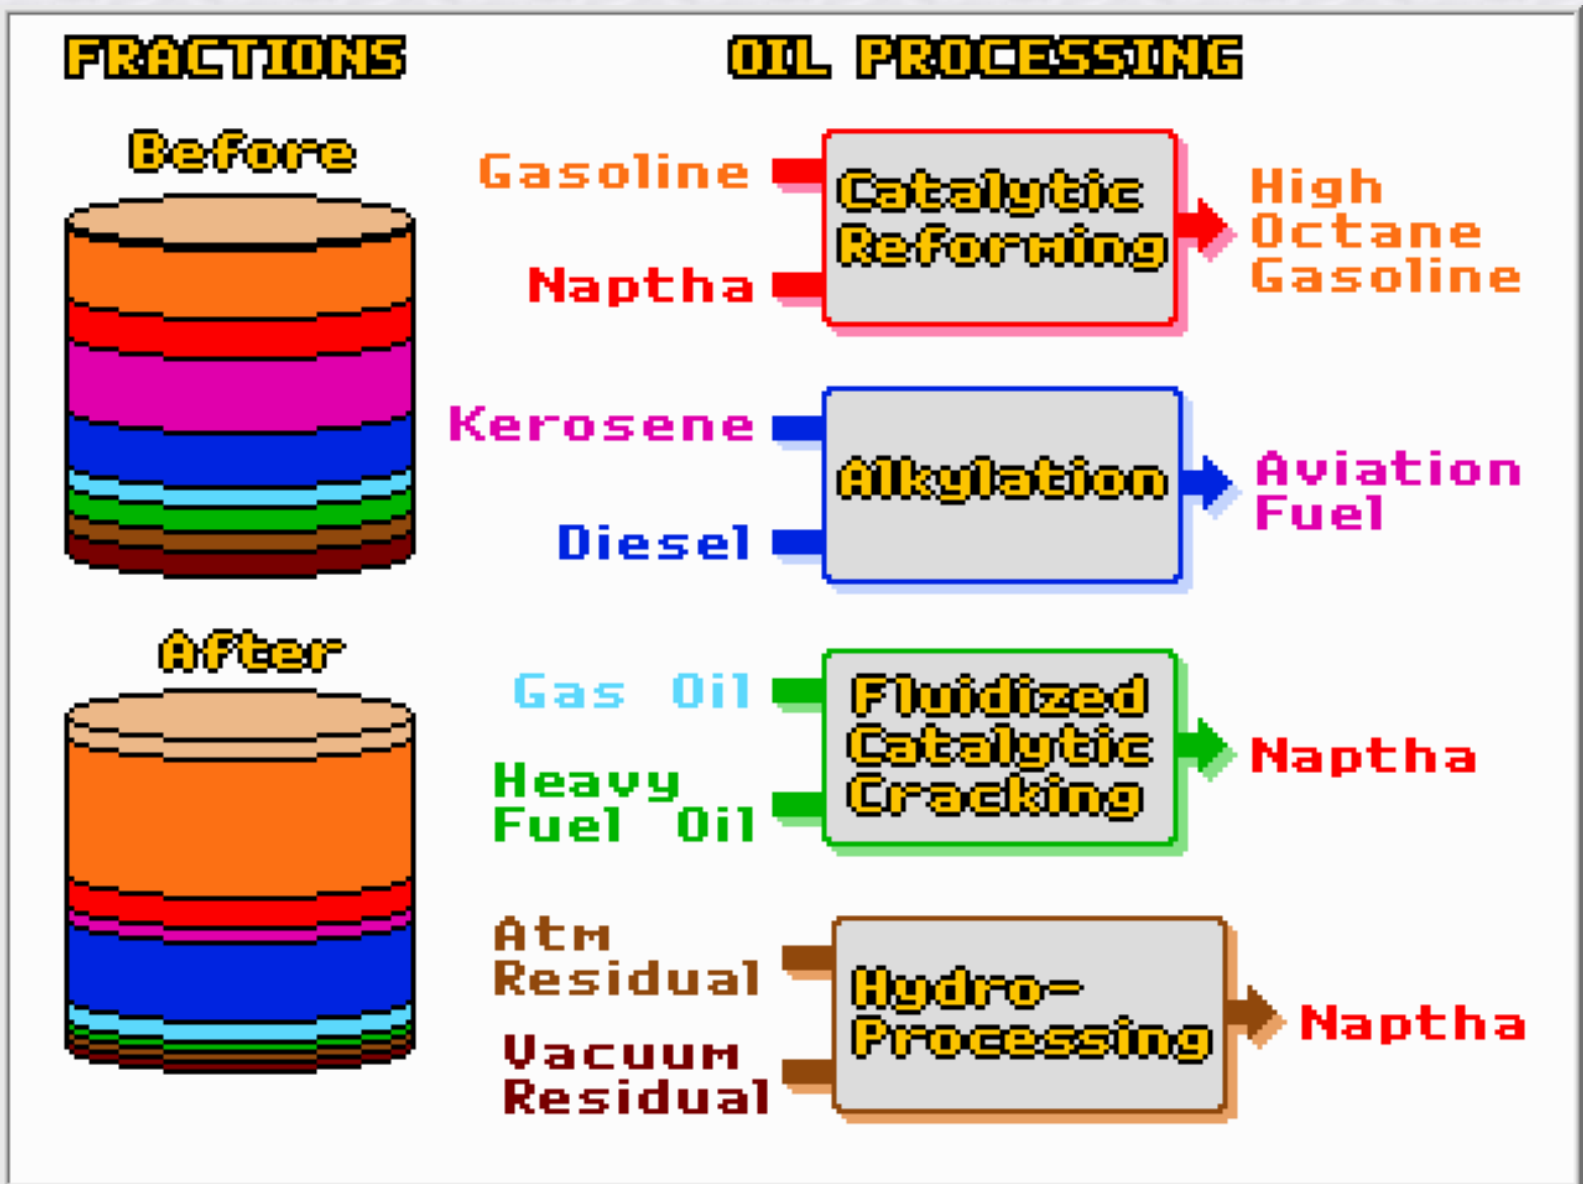 FRACTIONS
OIL PROCESSING
Before
Gasoline
Naptha
Catalytic
Reforming
High
Octane
Gasoline
Kerosene
Diesel
Alkylation
Aviation
Fuel
After
Gas Oil
Heavy
Fuel Oil
Fluidized
Catalytic
Cracking
Naptha
Atm
Residual
Vacuum
Residual
Hydro-
Processing
Naptha